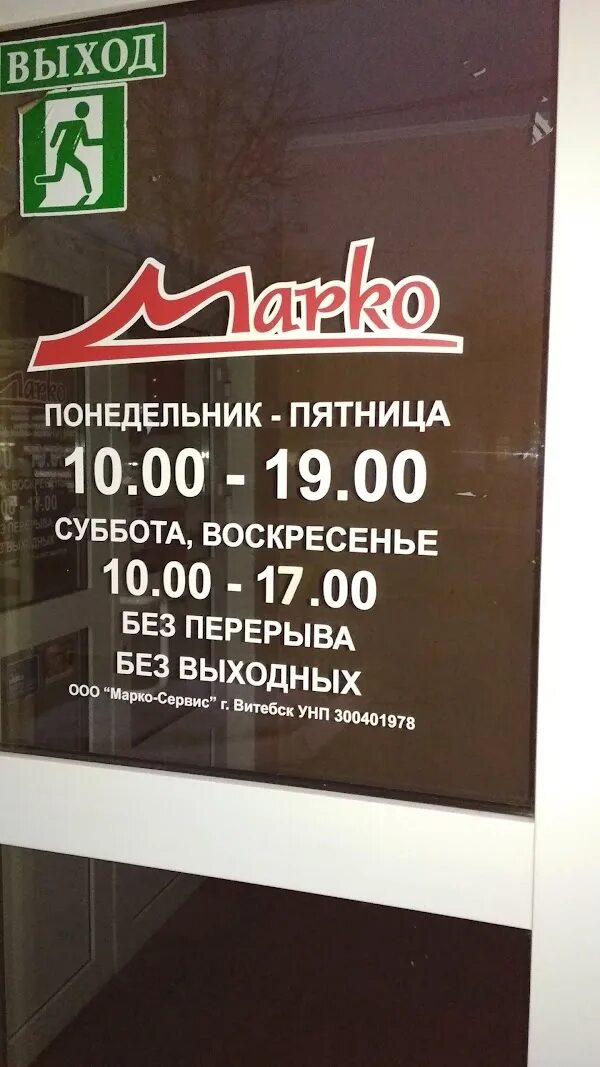 ВЫХОД
Марко
ПОНЕДЕЛЬНИК - ПЯТНИЦА
10.00 - 19.00
СУББОТА, ВОСКРЕСЕНЬЕ
10.00 - 17.00
БЕЗ ПЕРЕРЫВА
БЕЗ ВЫХОДНЫХ
ООО "Марко-Сервис" г. Витебск УНП 300401978